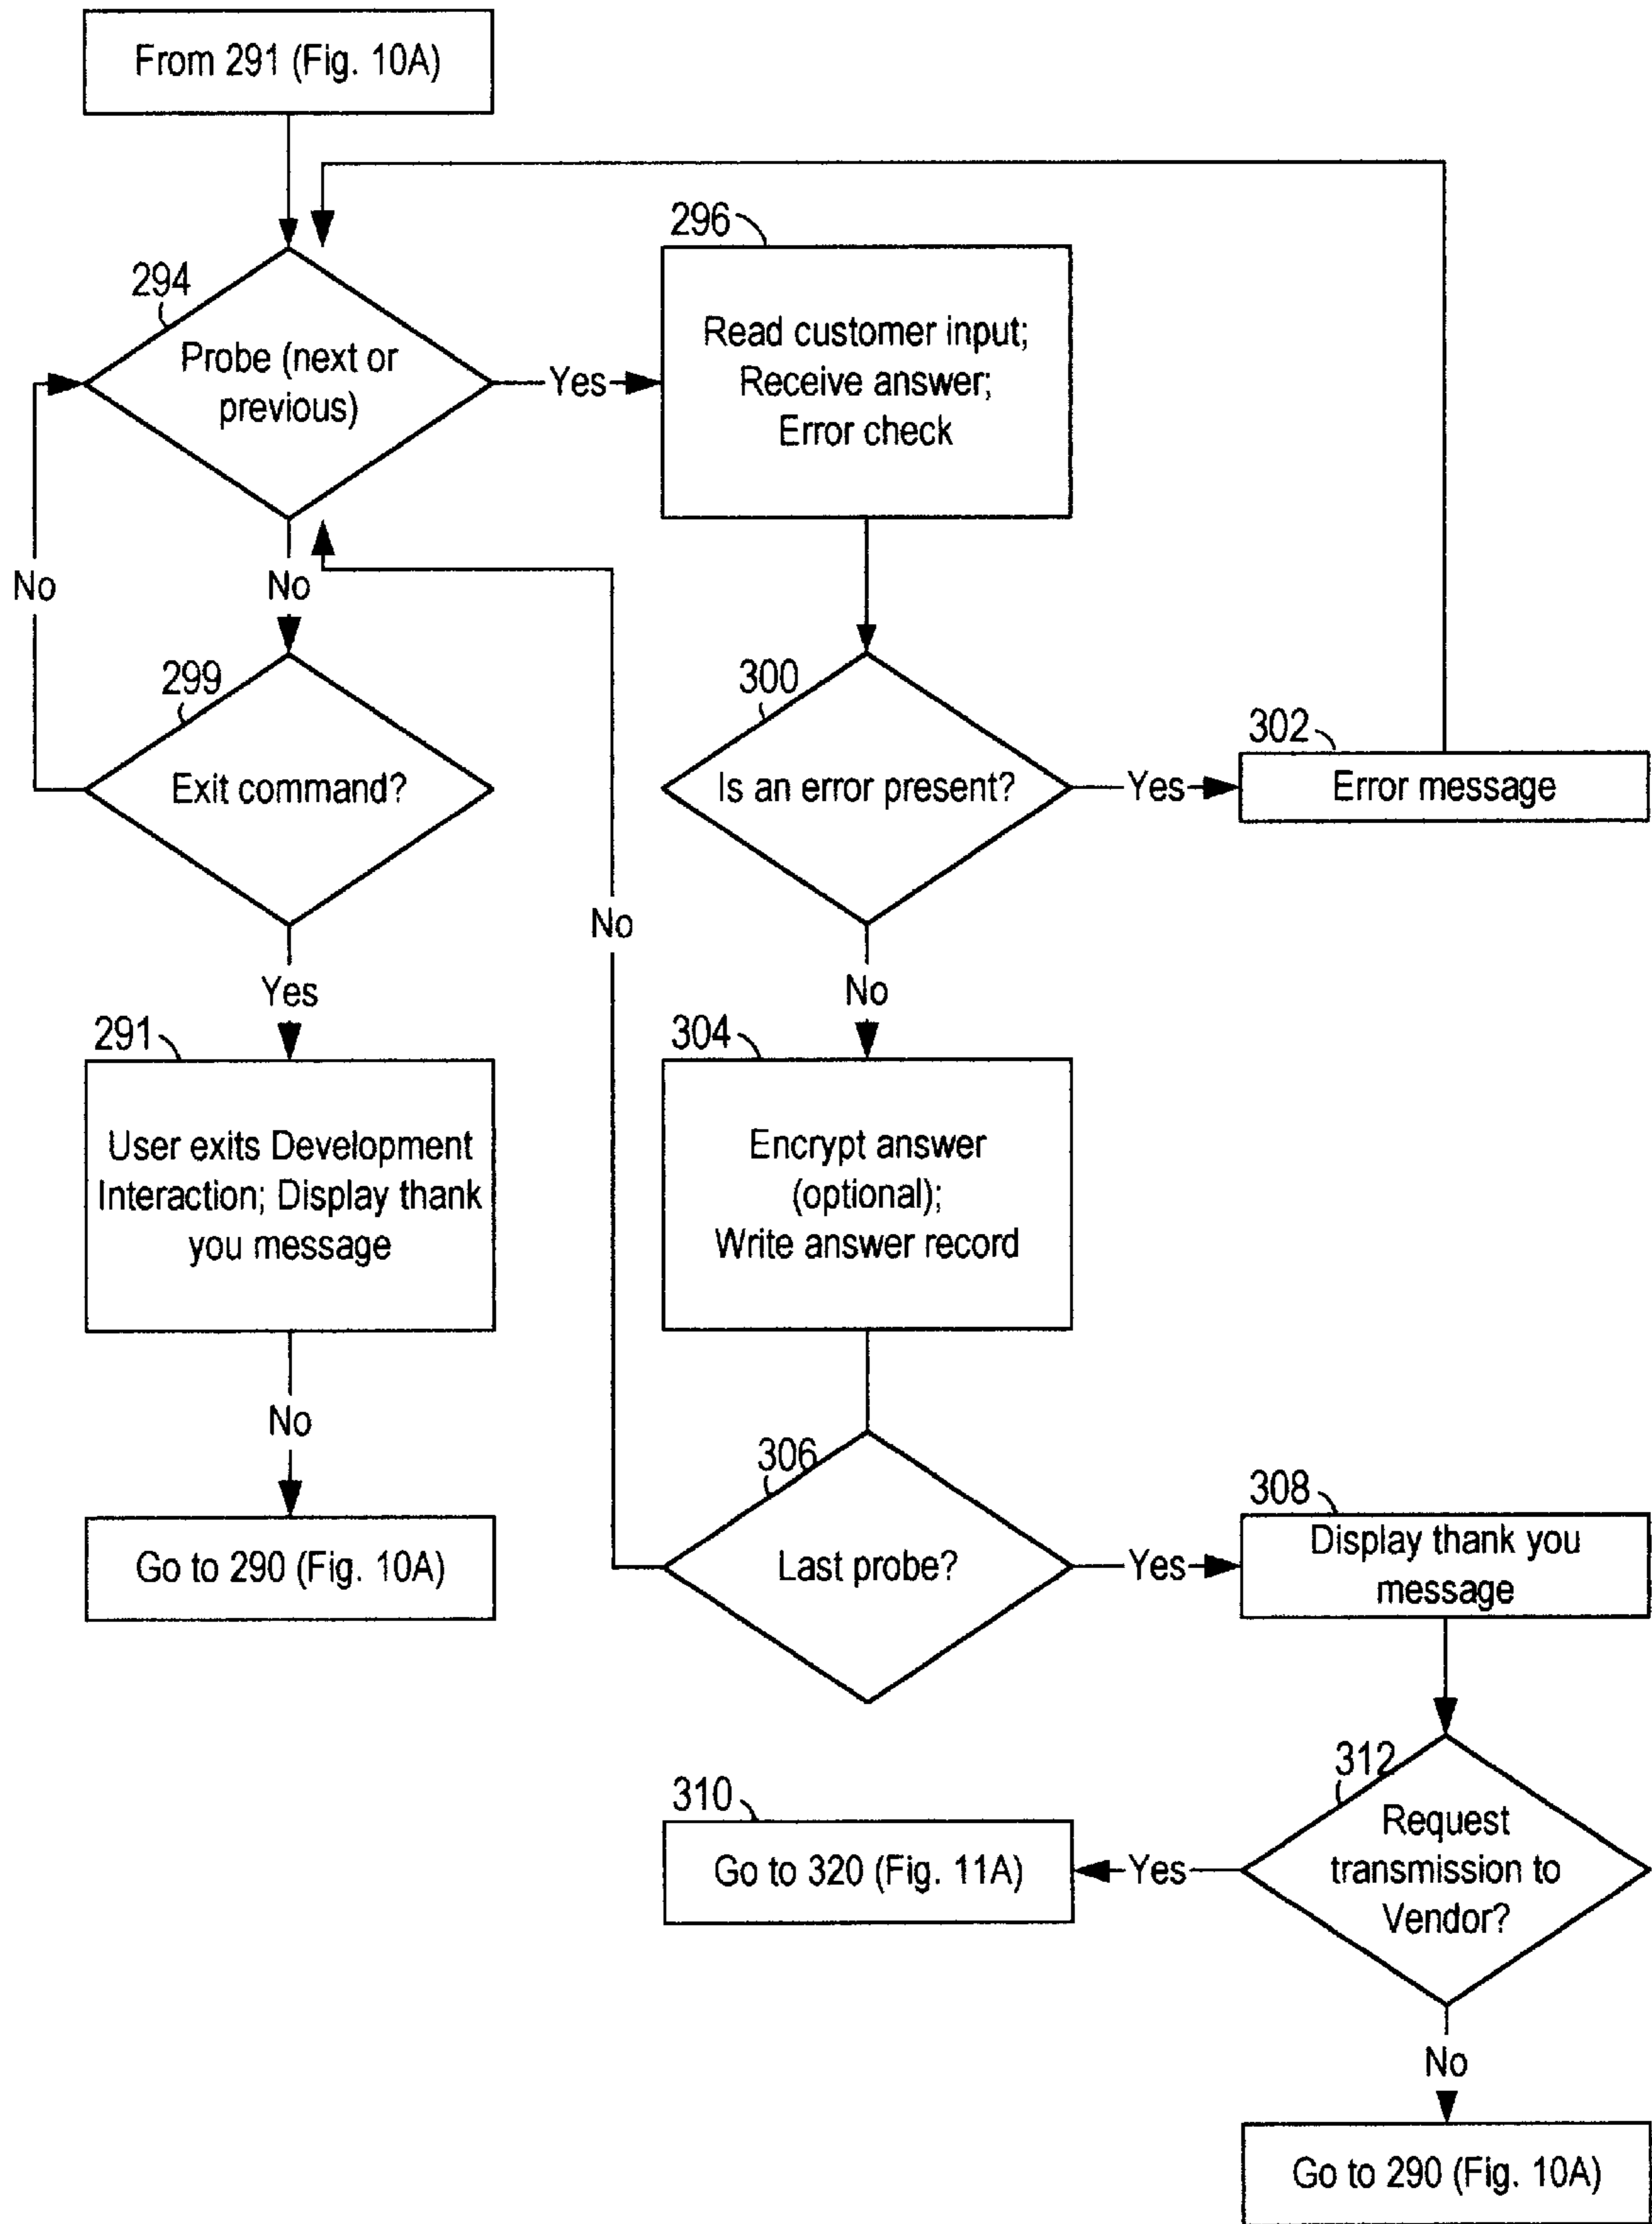 From 291 (Fig. 10A)
294
Probe (next or
previous)
Yes
296
Read customer input;
Receive answer;
Error check
No
No
299
Exit command?
300
Is an error present?
Yes
302
Error message
No
Yes
No
291
User exits Development
Interaction; Display thank
you message
304
Encrypt answer
(optional);
Write answer record
No
Go to 290 (Fig. 10A)
306
Last probe?
Yes
308
Display thank you
message
310
Go to 320 (Fig. 11A)
Yes
312
Request
transmission to
Vendor?
No
Go to 290 (Fig. 10A)